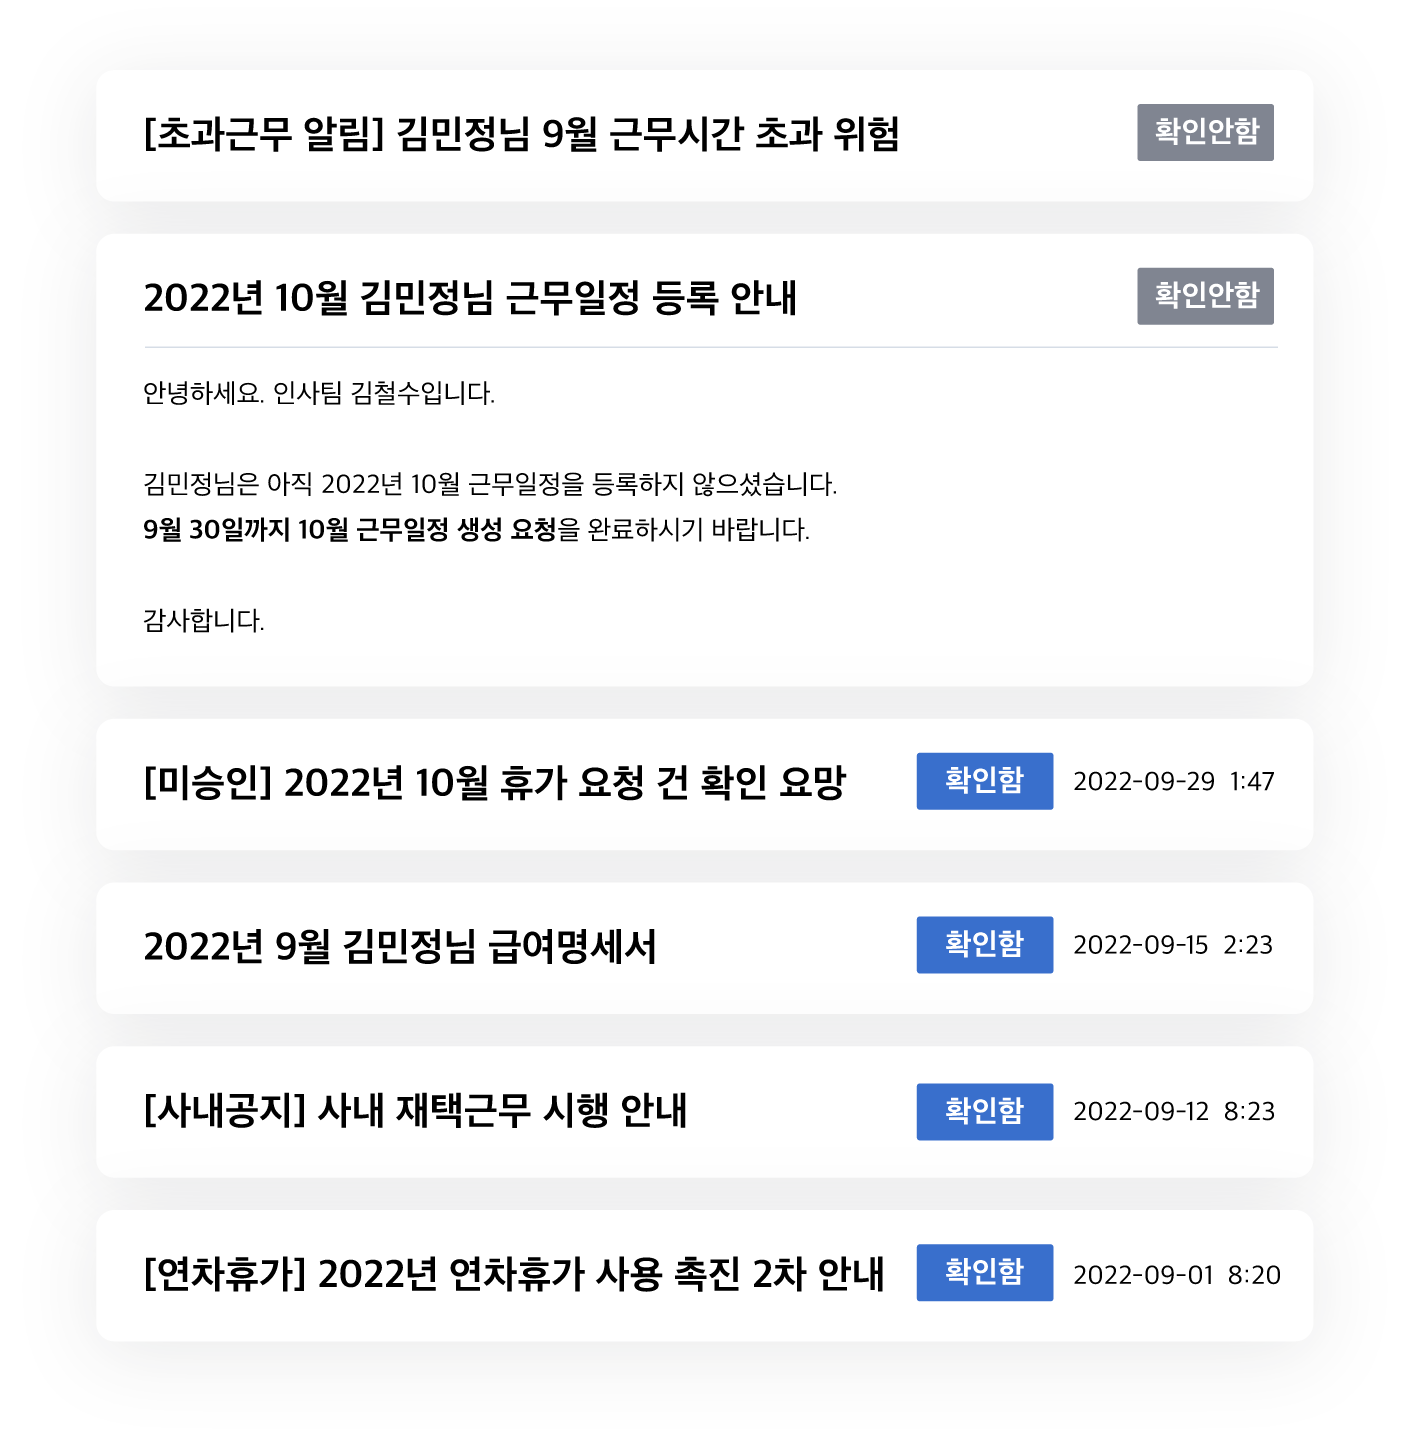 [초과근무 알림] 김민정님 9월 근무시간 초과 위험 확인안함
2022년 10월 김민정님 근무일정 등록 안내 확인안함
안녕하세요. 인사팀 김철수입니다.
김민정님은 아직 2022년 10월 근무일정을 등록하지 않으셨습니다.
9월 30일까지 10월 근무일정 생성 요청을 완료하시기 바랍니다.
감사합니다.
[미승인] 2022년 10월 휴가 요청 건 확인 요망 확인함 2022-09-29 1:47
2022년 9월 김민정님 급여명세서 확인함 2022-09-15 2:23
[사내공지] 사내 재택근무 시행 안내 확인함 2022-09-12 8:23
[연차휴가] 2022년 연차휴가 사용 촉진 2차 안내 확인함 2022-09-01 8:20